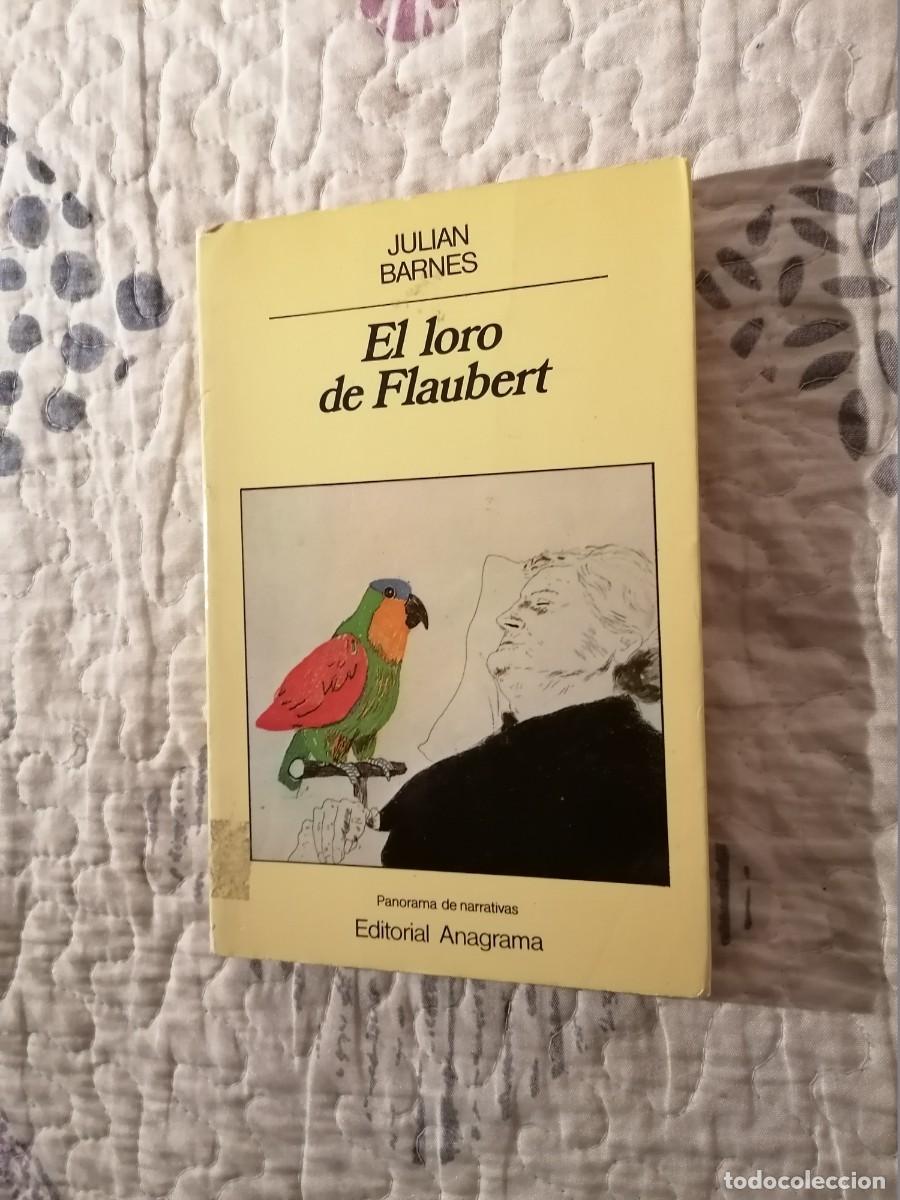 JULIAN
BARNES
El loro
de Flaubert
Panorama de narrativas
Editorial Anagrama
todocoleccion